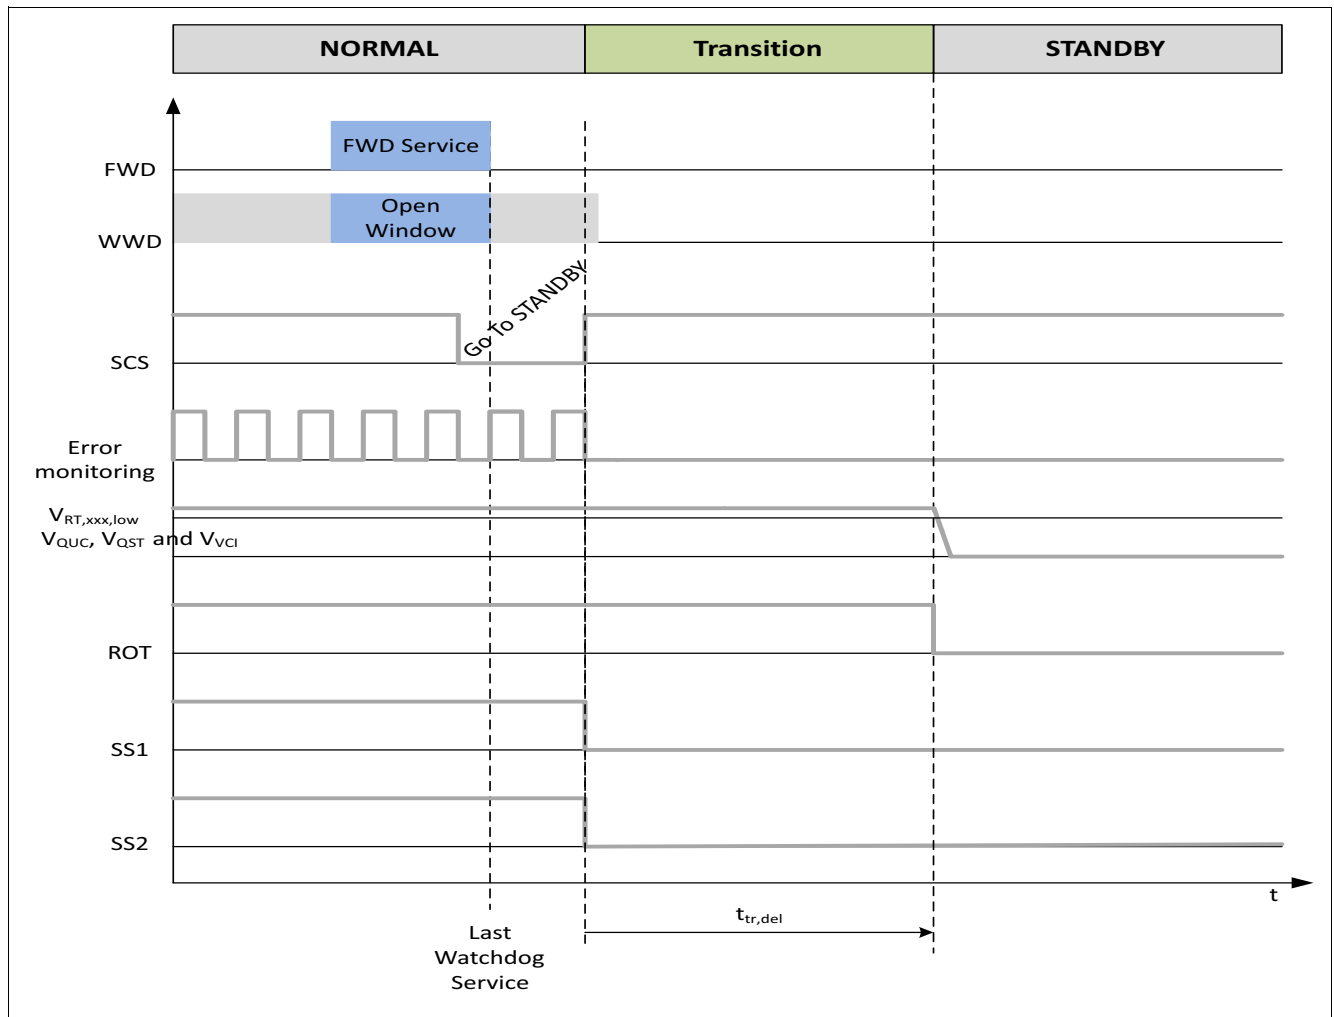 NORMAL
Transition
STANDBY
FWD
FWD Service
WWD
Open
Window
SCS
Go To STANDBY
Error
monitoring
VRT,xxx,low
VQUC, VQST and VVCI
ROT
SS1
SS2
t
ttr,del
Last
Watchdog
Service